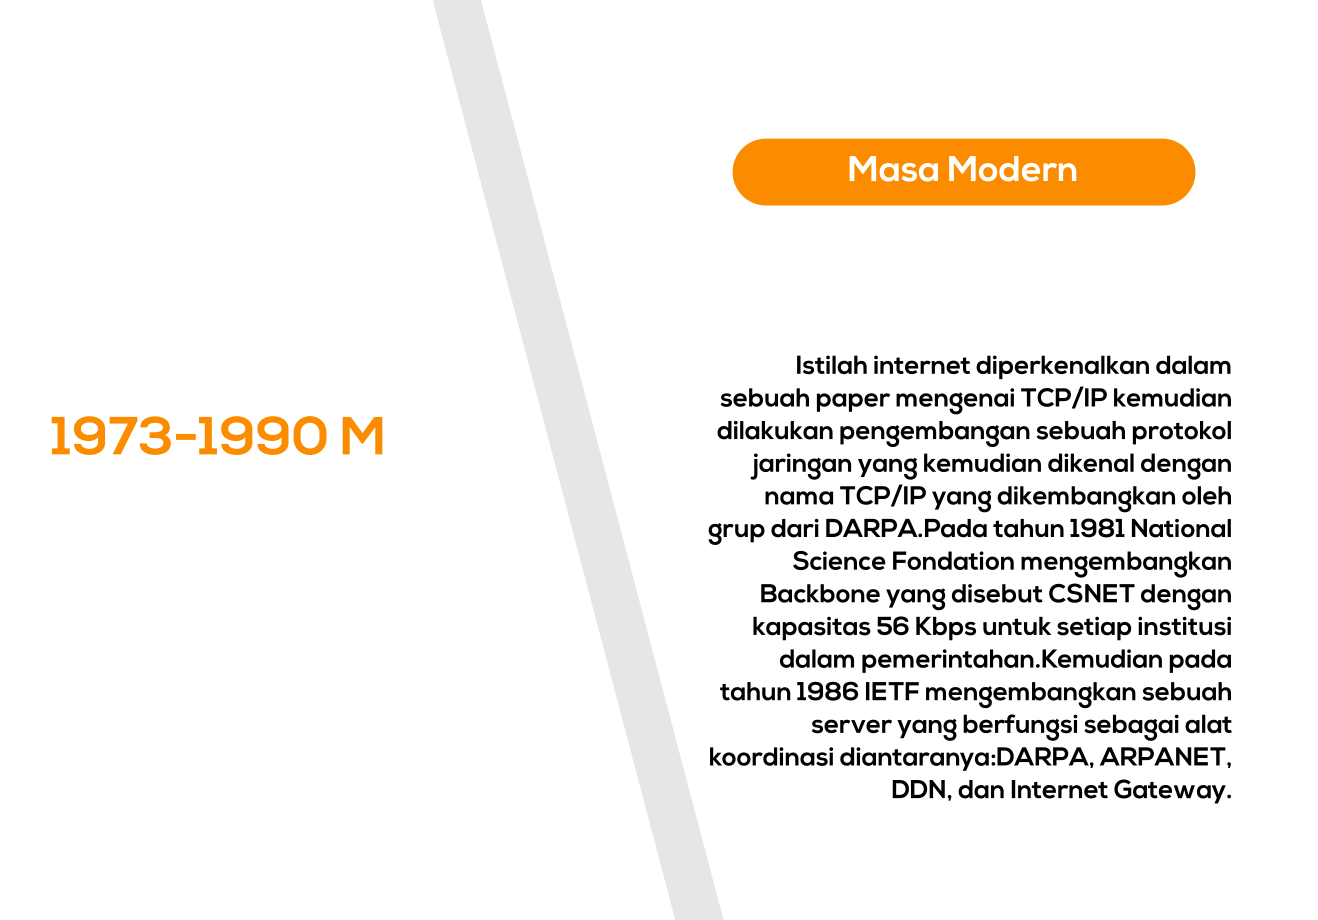 Masa Modern
1973-1990 M
Istilah internet diperkenalkan dalam
sebuah paper mengenai TCP/IP kemudian
dilakukan pengembangan sebuah protokol
jaringan yang kemudian dikenal dengan
nama TCP/IP yang dikembangkan oleh
grup dari DARPA.Pada tahun 1981 National
Science Fondation mengembangkan
Backbone yang disebut CSNET dengan
kapasitas 56 Kbps untuk setiap institusi
dalam pemerintahan.Kemudian pada
tahun 1986 IETF mengembangkan sebuah
server yang berfungsi sebagai alat
koordinasi diantaranya:DARPA, ARPANET,
DDN, dan Internet Gateway.